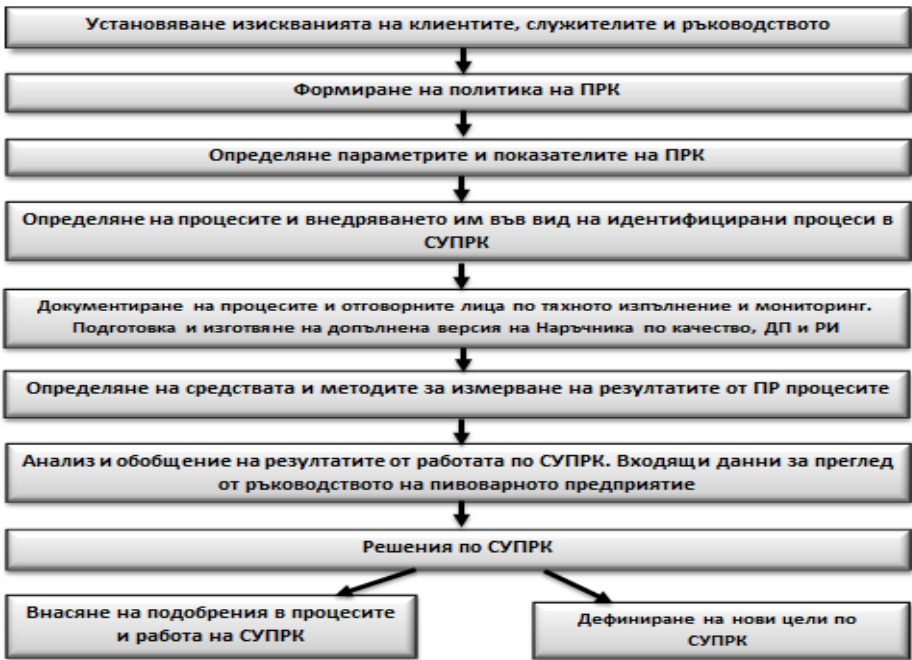 Установяване изискванията на клиентите, служителите и ръководството
Формиране на политика на ПРК
Определяне параметрите и показателите на ПРК
Определяне на процесите и внедряването им във вид на идентифицирани процеси в
СУПРК
Документиране на процесите и отговорните лица по тяхното изпълнение и мониторинг.
Подготовка и изготвяне на допълнена версия на Наръчника по качество, ДП и РИ
Определяне на средствата и методите за измерване на резултатите от ПР процесите
Анализ и обобщение на резултатите от работата по СУПРК. Входящи данни за преглед
от ръководството на пивоварното предприятие
Решения по СУПРК
Внасяне на подобрения в процесите
и работа на СУПРК
Дефиниране на нови цели по
СУПРК